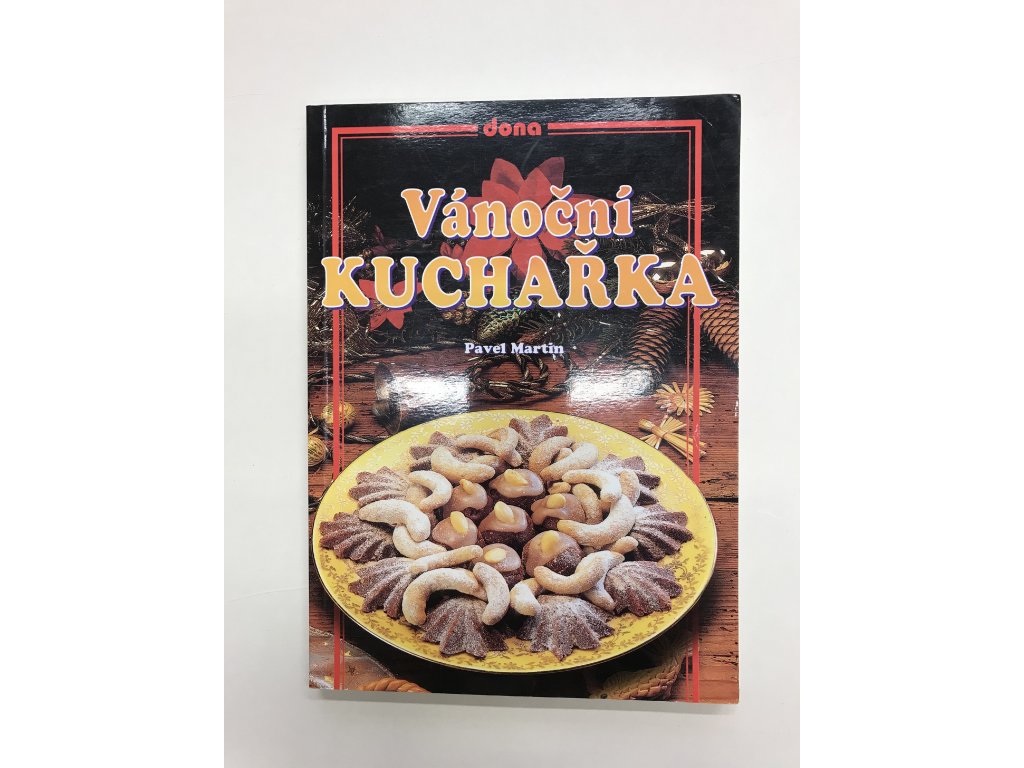 dona
Vánoční
KUCHAŘKA
Pavel Martin